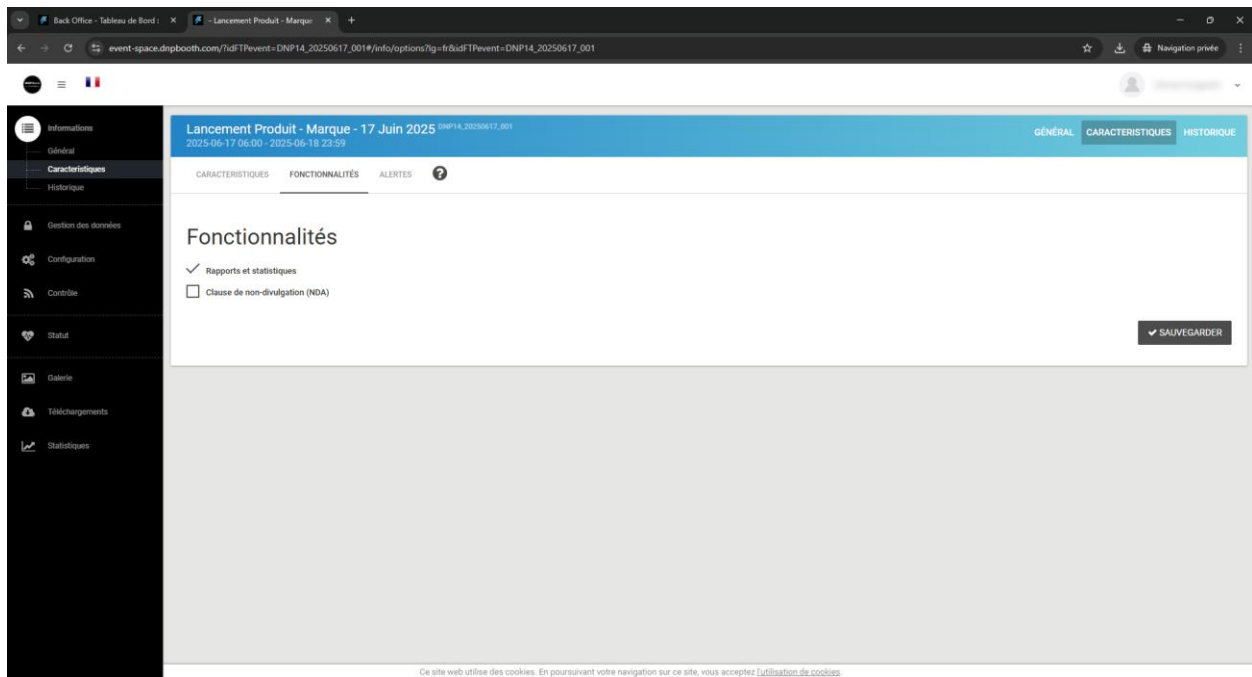 Back Office - Tableau de Bord :
- Lancement Produit - Marque
event-space.dnpbooth.com/?idFTPevent=DNP14_20250617_001#/info/options?lg=fr&idFTPevent=DNP14_20250617_001
Navigation privée
Informations
Général
Caracteristiques
Historique
Gestion des données
Configuration
Contrôle
Statut
Galerie
Téléchargements
Statistiques
Lancement Produit - Marque - 17 Juin 2025 DNP14_20250617_001
2025-06-17 06:00 - 2025-06-18 23:59
GÉNÉRAL CARACTERISTIQUES HISTORIQUE
CARACTERISTIQUES FONCTIONNALITÉS ALERTES ?
Fonctionnalités
Rapports et statistiques
Clause de non-divulgation (NDA)
SAUVEGARDER
Ce site web utilise des cookies. En poursuivant votre navigation sur ce site, vous acceptez l'utilisation de cookies.